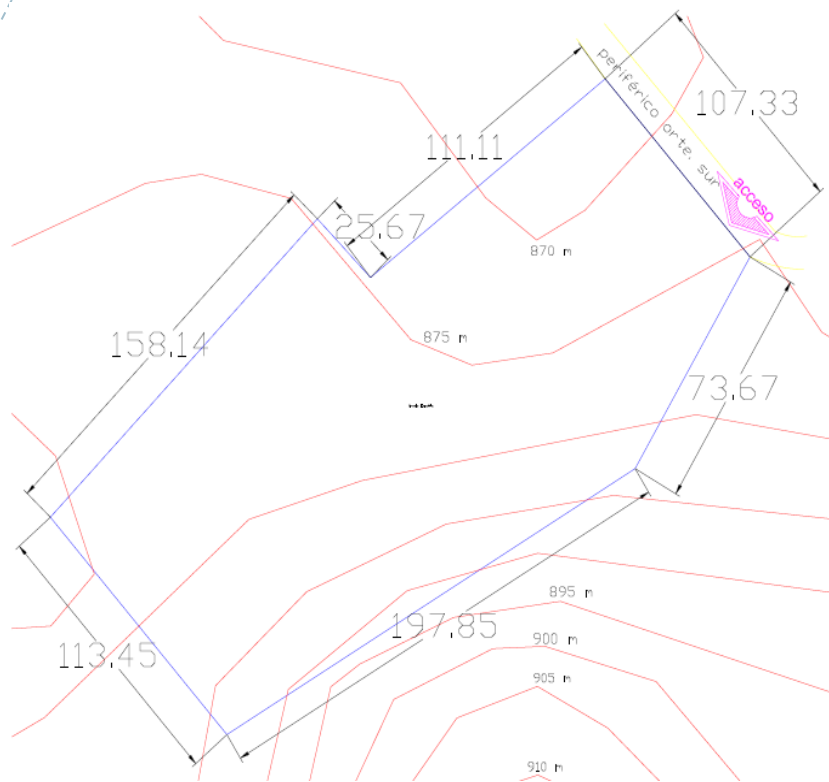 periférico orte. sur
107.33
111.11
acceso
25.67
870 m
158.14
875 m
73.67
895 m
197.85
900 m
113.45
905 m
910 m